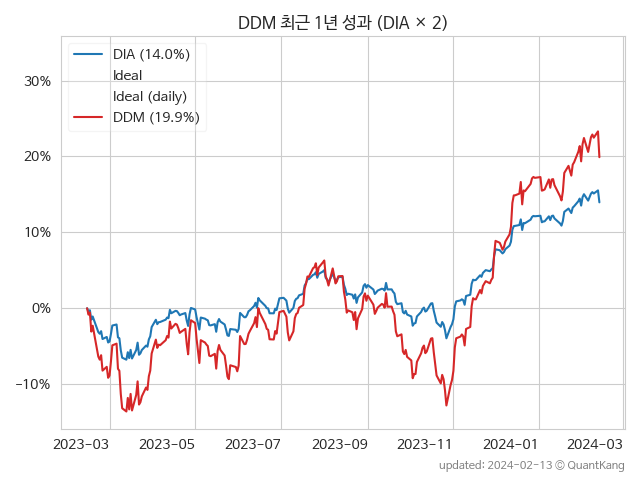 DDM 최근 1년 성과 (DIA × 2)
DIA (14.0%)
Ideal
Ideal (daily)
DDM (19.9%)
30%
20%
10%
0%
−10%
2023-03 2023-05 2023-07 2023-09 2023-11 2024-01 2024-03
updated: 2024-02-13 © QuantKang